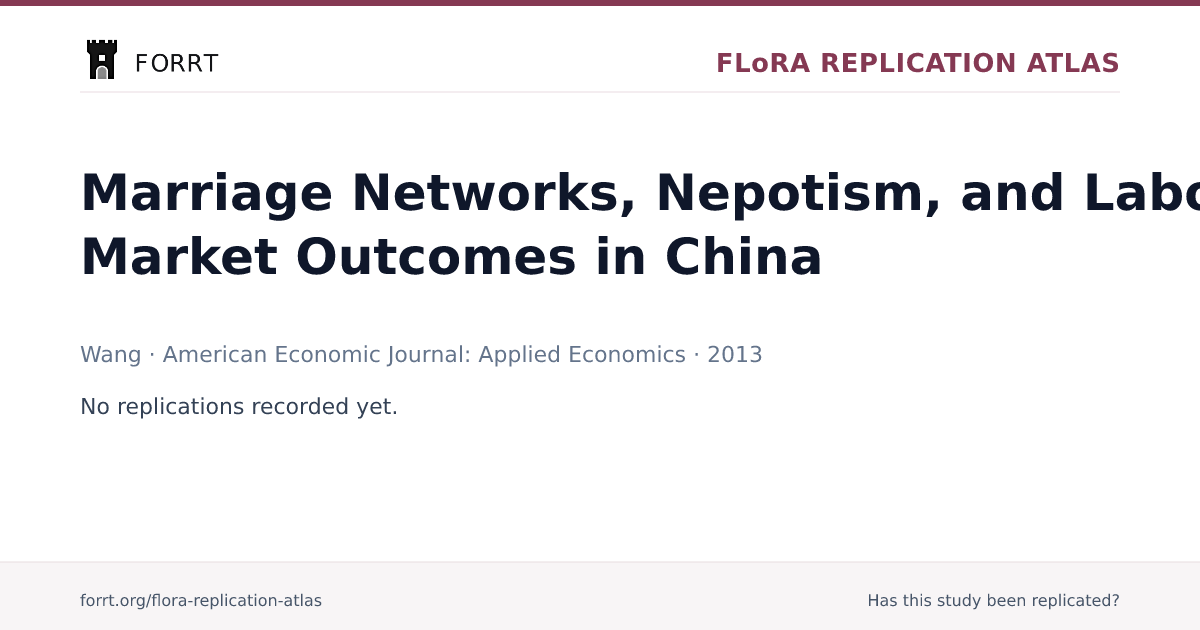 FORRT
FLoRA REPLICATION ATLAS
Marriage Networks, Nepotism, and Labo
Market Outcomes in China
Wang · American Economic Journal: Applied Economics · 2013
No replications recorded yet.
forrt.org/flora-replication-atlas
Has this study been replicated?